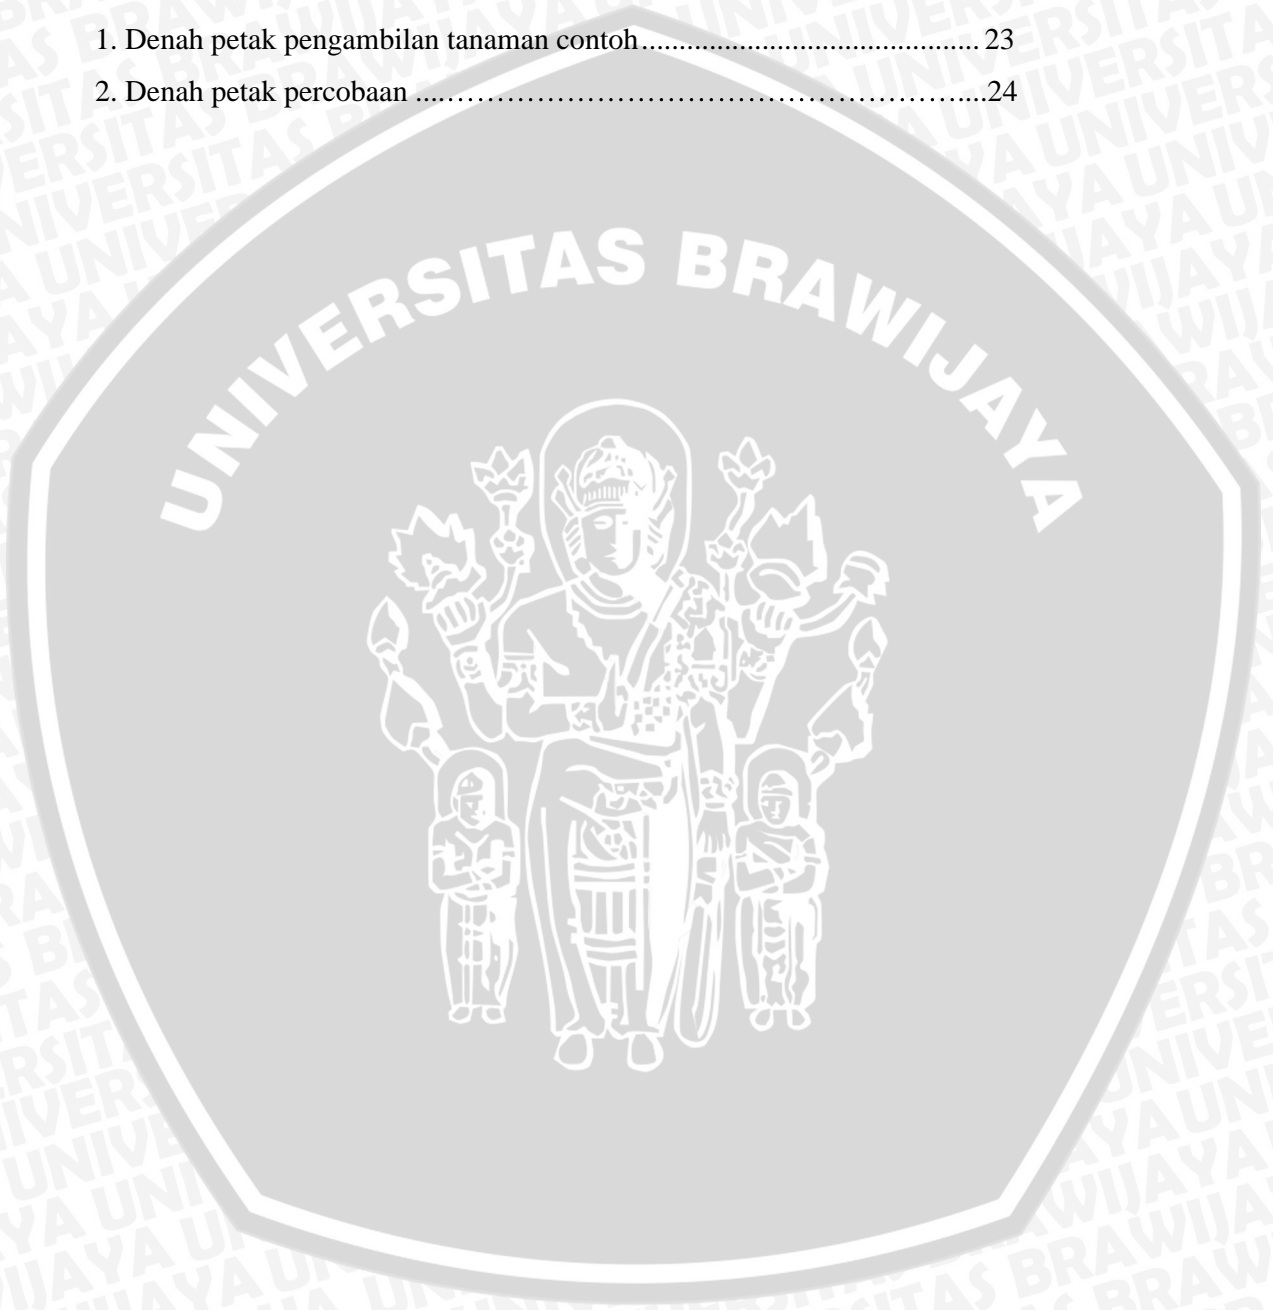 1. Denah petak pengambilan tanaman contoh............................................. 23
2. Denah petak percobaan ....………………………………………………....24
UNIVERSITAS BRAWIJAYA